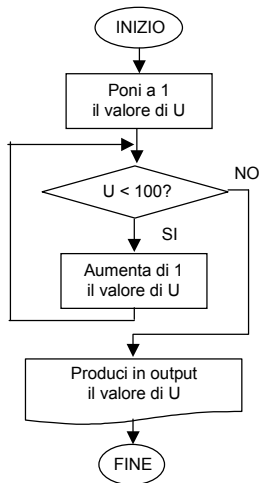 INIZIO
Poni a 1
il valore di U
U < 100?
NO
SI
Aumenta di 1
il valore di U
Produci in output
il valore di U
FINE